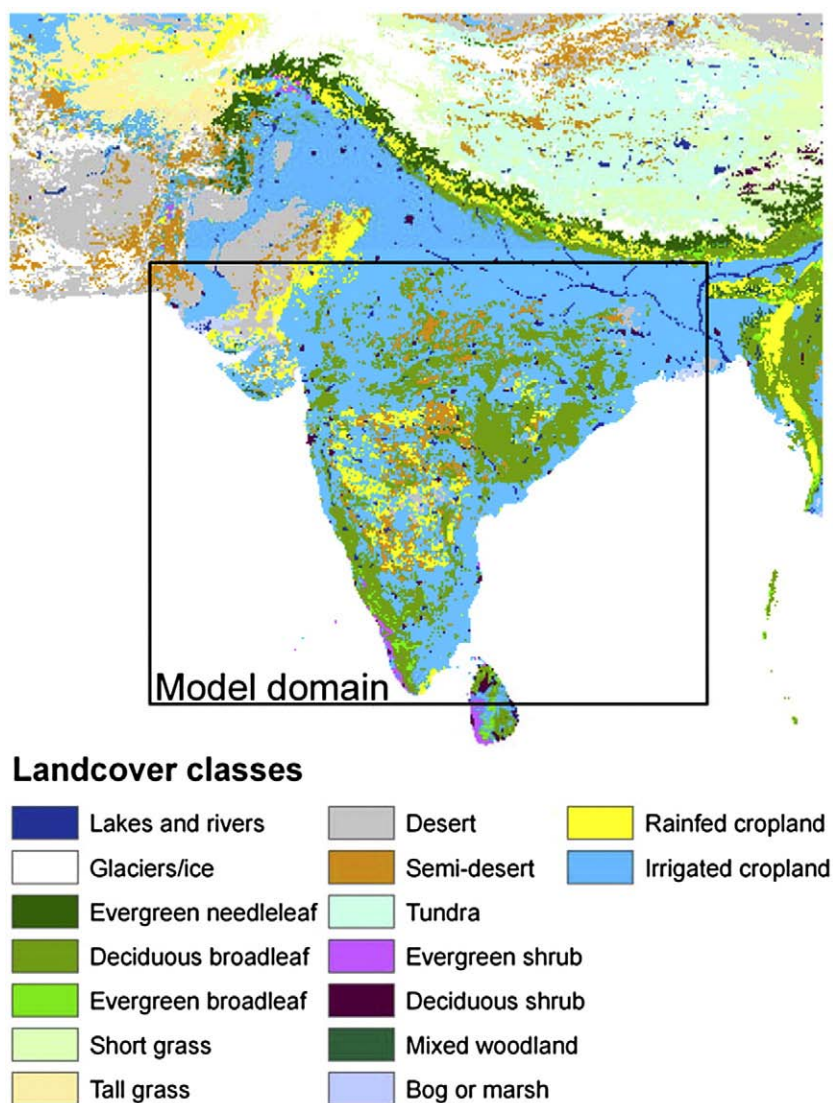 Model domain
Landcover classes
Lakes and rivers
Glaciers/ice
Evergreen needleleaf
Deciduous broadleaf
Evergreen broadleaf
Short grass
Tall grass
Desert
Semi-desert
Tundra
Evergreen shrub
Deciduous shrub
Mixed woodland
Bog or marsh
Rainfed cropland
Irrigated cropland